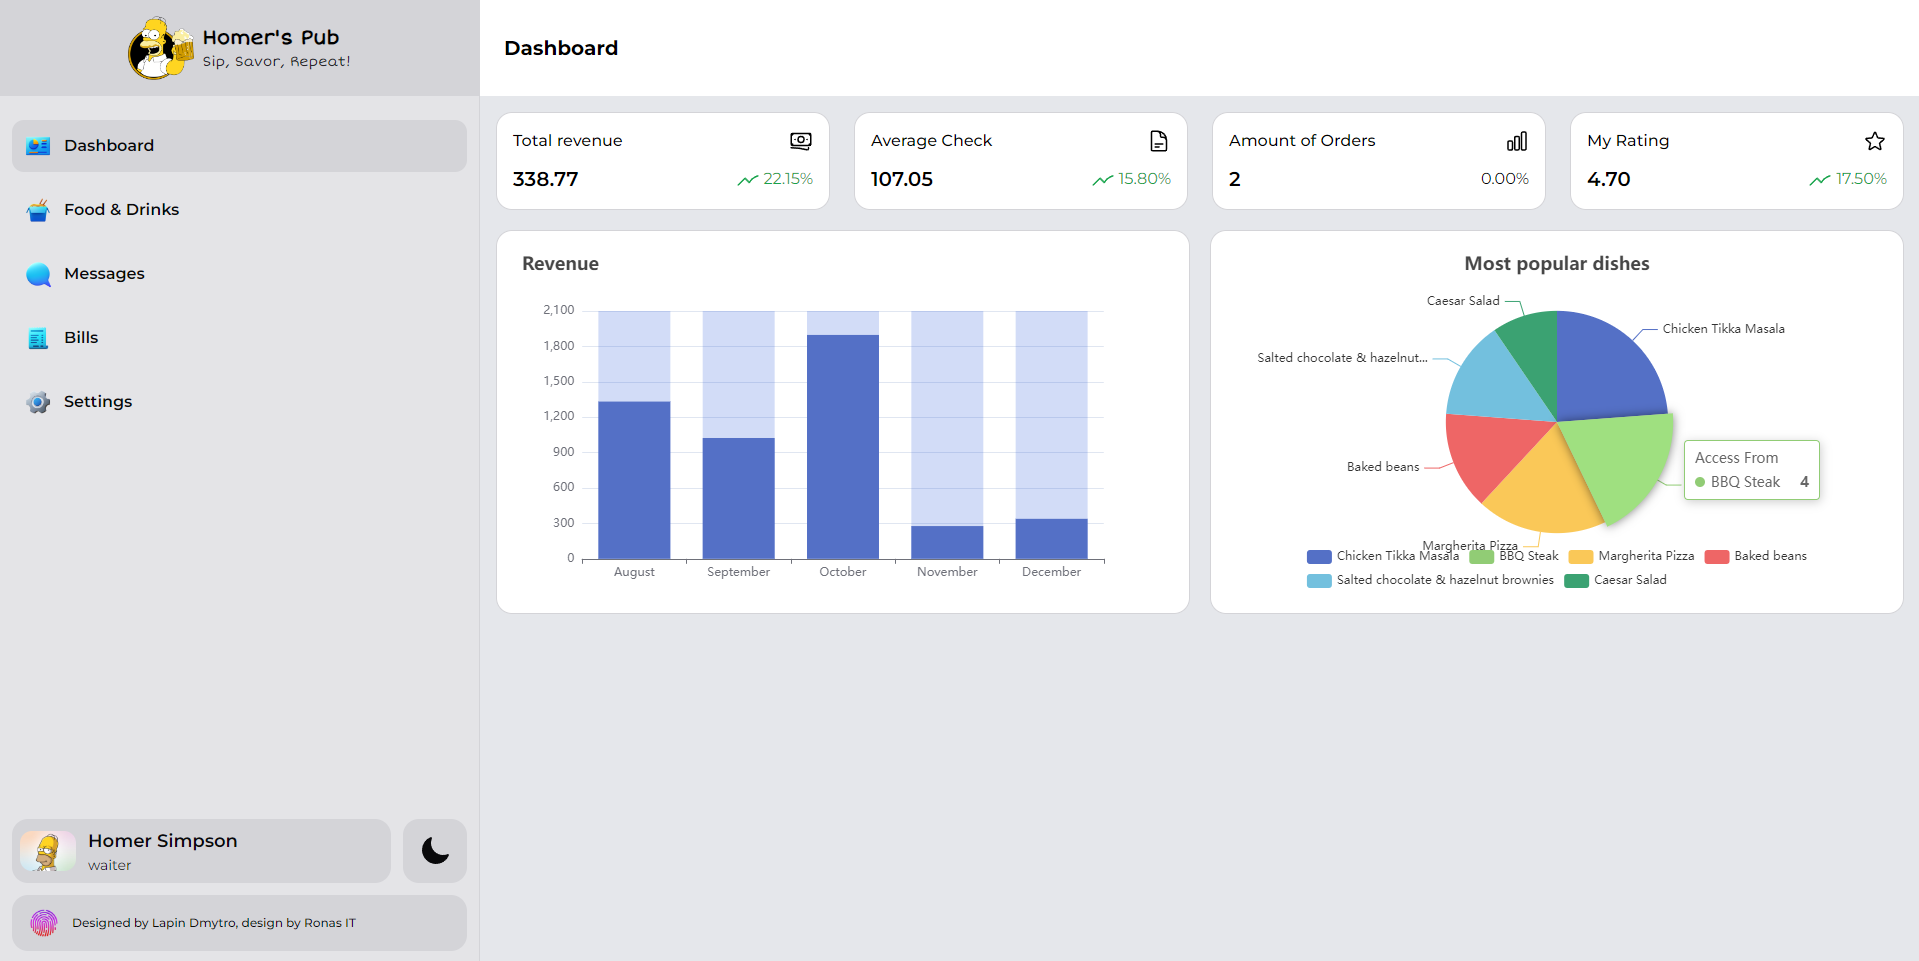 Homer's Pub
Sip, Savor, Repeat!
Dashboard
Food & Drinks
Messages
Bills
Settings
Homer Simpson
waiter
Designed by Lapin Dmytro, design by Ronas IT
Dashboard
Total revenue
338.77
22.15%
Average Check
107.05
15.80%
Amount of Orders
2
0.00%
My Rating
4.70
17.50%
Revenue
2,100
1,800
1,500
1,200
900
600
300
0
August September October November December
Most popular dishes
Caesar Salad
Chicken Tikka Masala
Salted chocolate & hazelnut...
Baked beans
Access From
BBQ Steak 4
Margherita Pizza
Chicken Tikka Masala BBQ Steak Margherita Pizza Baked beans
Salted chocolate & hazelnut brownies Caesar Salad